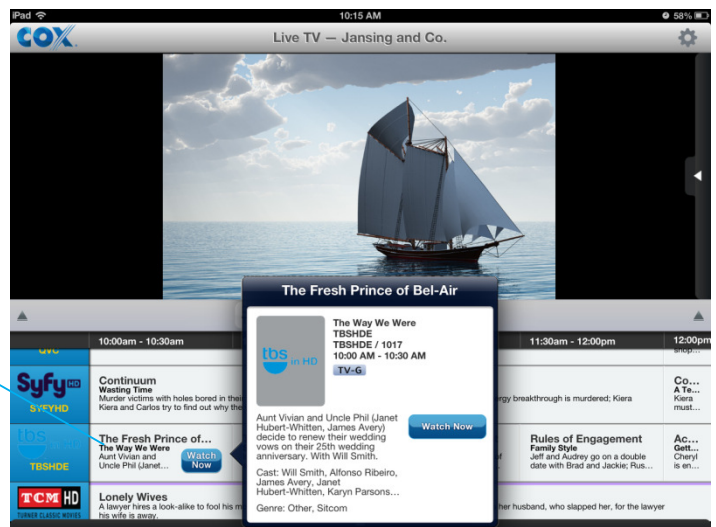 iPad 10:15 AM 58%
COX
Live TV — Jansing and Co.
The Fresh Prince of Bel-Air
tbs in HD
The Way We Were
TBSHDE
TBSHDE / 1017
10:00 AM - 10:30 AM
TV-G
Aunt Vivian and Uncle Phil (Janet
Hubert-Whitten, James Avery)
decide to renew their wedding
vows on their 25th wedding
anniversary. With Will Smith.
Watch Now
Cast: Will Smith, Alfonso Ribeiro,
James Avery, Janet
Hubert-Whitten, Karyn Parsons...
Genre: Other, Sitcom
10:00am - 10:30am 11:30am - 12:00pm 12:00pm
QVC
shop...
Syfy HD
SYFYHD
Continuum
Wasting Time
Murder victims with holes bored in their
Kiera and Carlos try to find out why the
rgy breakthrough is murdered; Kiera
Co...
A Te...
Kiera
must...
tbs in HD
TBSHDE
The Fresh Prince of...
The Way We Were
Aunt Vivian and
Uncle Phil (Janet...
Watch
Now
of
Rules of Engagement
Family Style
Jeff and Audrey go on a double
date with Brad and Jackie; Rus...
Ac...
Gett...
Cheryl
is en...
TCM HD
TURNER CLASSIC MOVIES
Lonely Wives
A lawyer hires a look-alike to fool his m
his wife is away.
her husband, who slapped her, for the lawyer